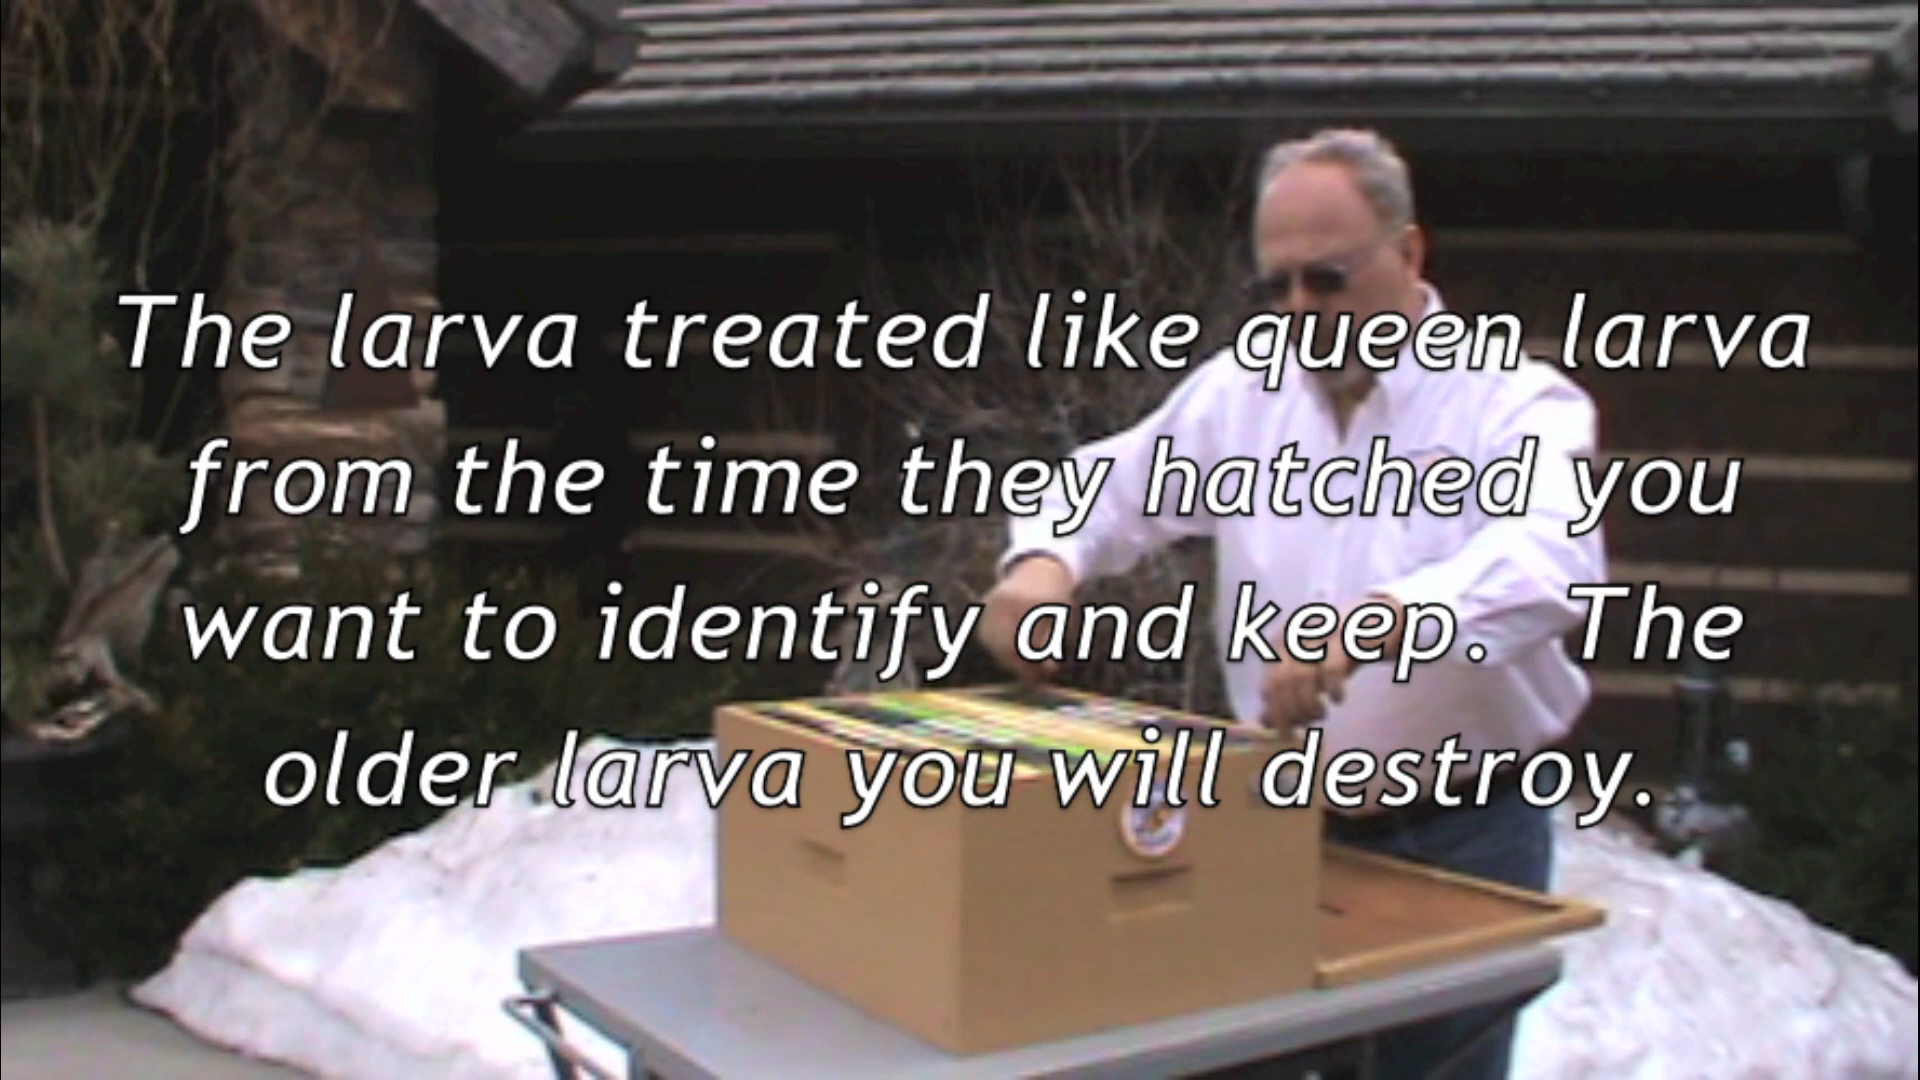 The larva treated like queen larva
from the time they hatched you
want to identify and keep. The
older larva you will destroy.